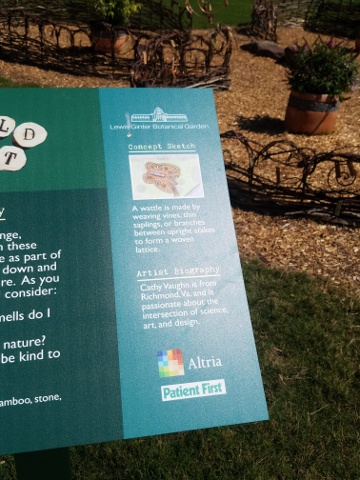 L D
T
y
nge,
n these
e as part of
down and
re. As you
consider:
mells do I
nature?
be kind to
amboo, stone,
Lewis Ginter Botanical Garden
Concept Sketch
A wattle is made by
weaving vines, thin
saplings, or branches
between upright stakes
to form a woven
lattice.
Artist Biography
Cathy Vaughn is from
Richmond, Va. and is
passionate about the
intersection of science,
art, and design.
Altria
Patient First